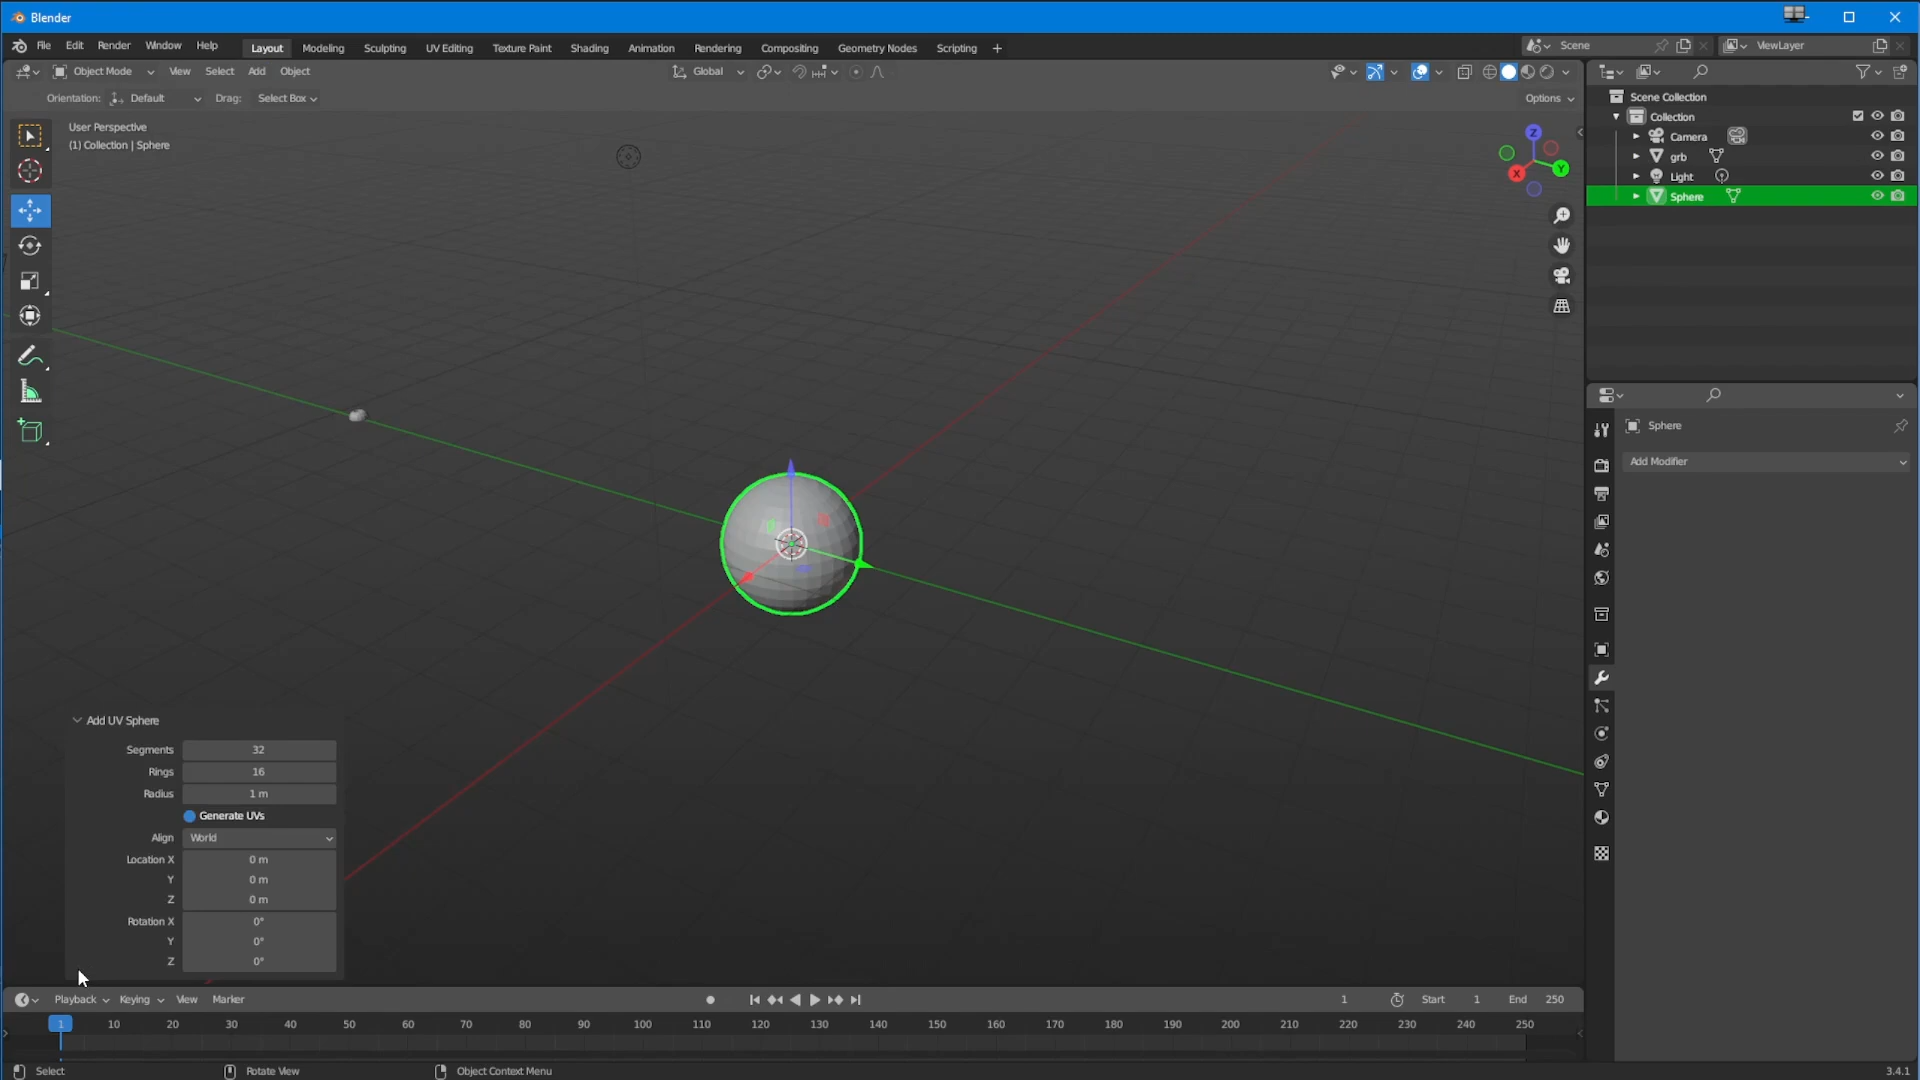 Blender
File Edit Render Window Help Layout Modeling Sculpting UV Editing Texture Paint Shading Animation Rendering Compositing Geometry Nodes Scripting + Scene ViewLayer
Object Mode View Select Add Object Global
Orientation: Default Drag: Select Box Options
User Perspective
(1) Collection | Sphere
Z
Y
X
Scene Collection
Collection
Camera
grb
Light
Sphere
Sphere
Add Modifier
Add UV Sphere
Segments 32
Rings 16
Radius 1 m
Generate UVs
Align World
Location X 0 m
Y 0 m
Z 0 m
Rotation X 0°
Y 0°
Z 0°
Playback Keying View Marker 1 Start 1 End 250
1 10 20 30 40 50 60 70 80 90 100 110 120 130 140 150 160 170 180 190 200 210 220 230 240 250
Select Rotate View Object Context Menu 3.4.1